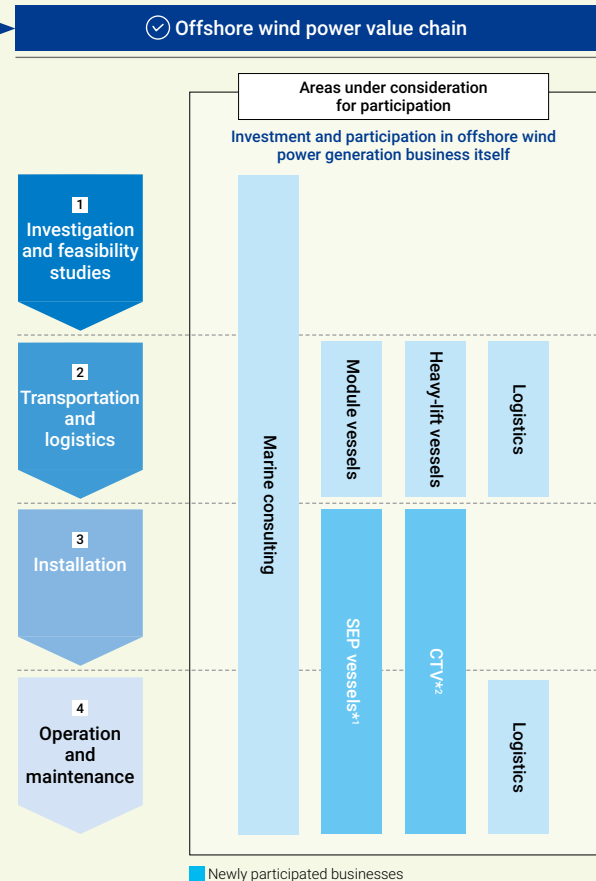 Offshore wind power value chain
Areas under consideration
for participation
Investment and participation in offshore wind
power generation business itself
1
Investigation
and feasibility
studies
2
Transportation
and
logistics
3
Installation
4
Operation
and
maintenance
Marine consulting
Module vessels
Heavy-lift vessels
Logistics
SEP vessels*1
CTV*2
Logistics
Newly participated businesses